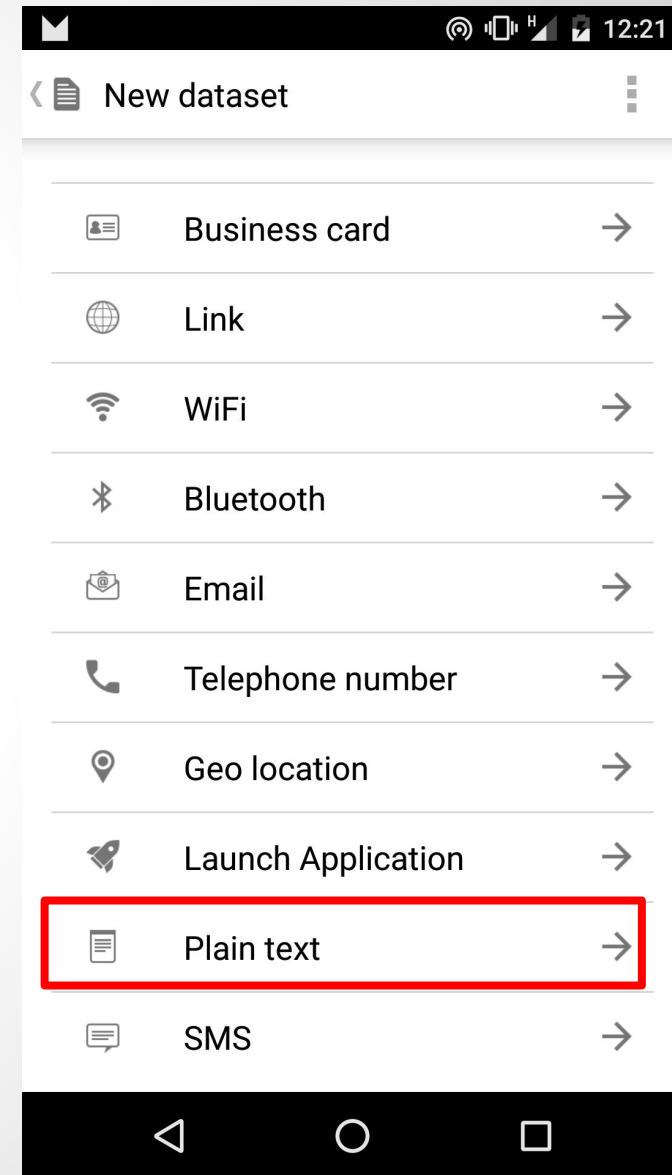 H 12:21
New dataset
Business card
Link
WiFi
Bluetooth
Email
Telephone number
Geo location
Launch Application
Plain text
SMS